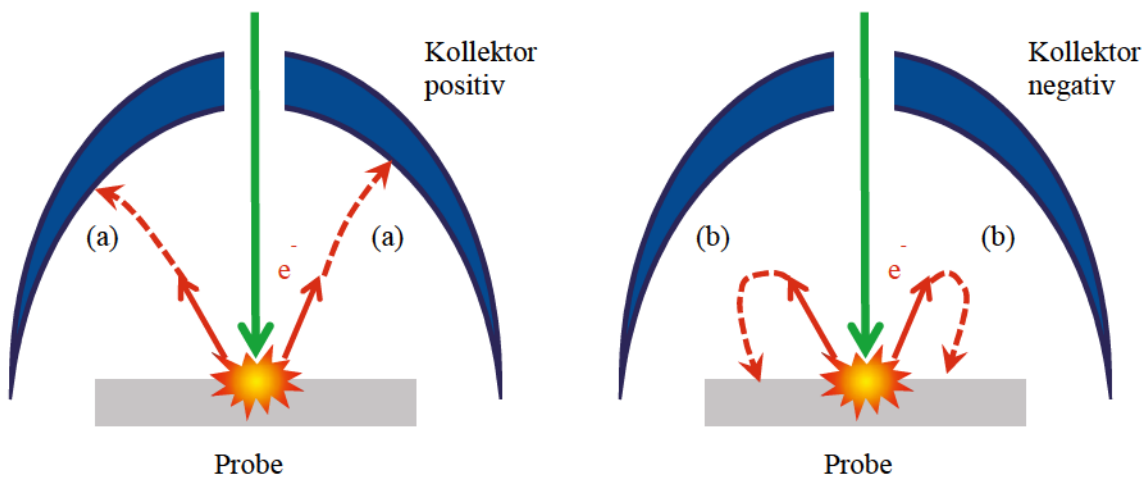 Kollektor
positiv
(a)
(a)
e-
Probe
Kollektor
negativ
(b)
(b)
e-
Probe